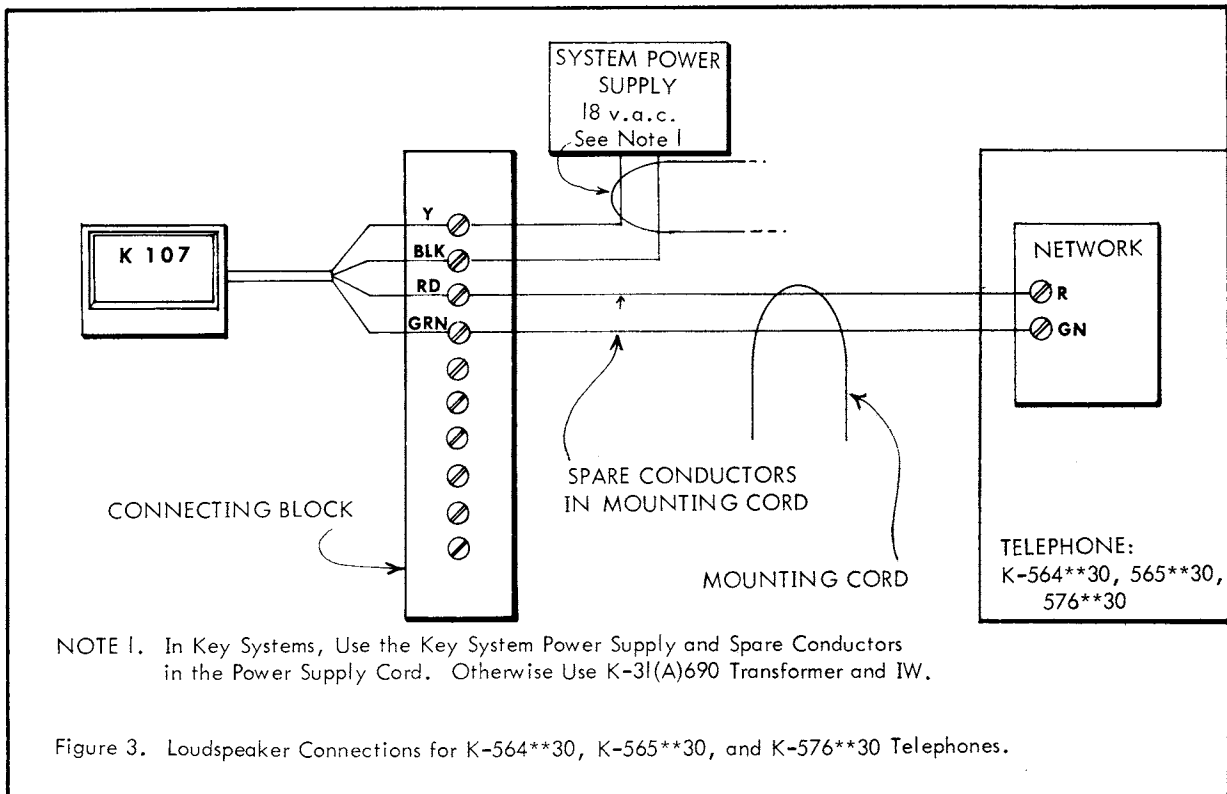 SYSTEM POWER
SUPPLY
18 v.a.c.
See Note 1
K 107
Y
BLK
RD
GRN
NETWORK
R
GN
CONNECTING BLOCK
SPARE CONDUCTORS
IN MOUNTING CORD
MOUNTING CORD
TELEPHONE:
K-564**30, 565**30,
576**30
NOTE 1. In Key Systems, Use the Key System Power Supply and Spare Conductors
in the Power Supply Cord. Otherwise Use K-31(A)690 Transformer and IW.
Figure 3. Loudspeaker Connections for K-564**30, K-565**30, and K-576**30 Telephones.